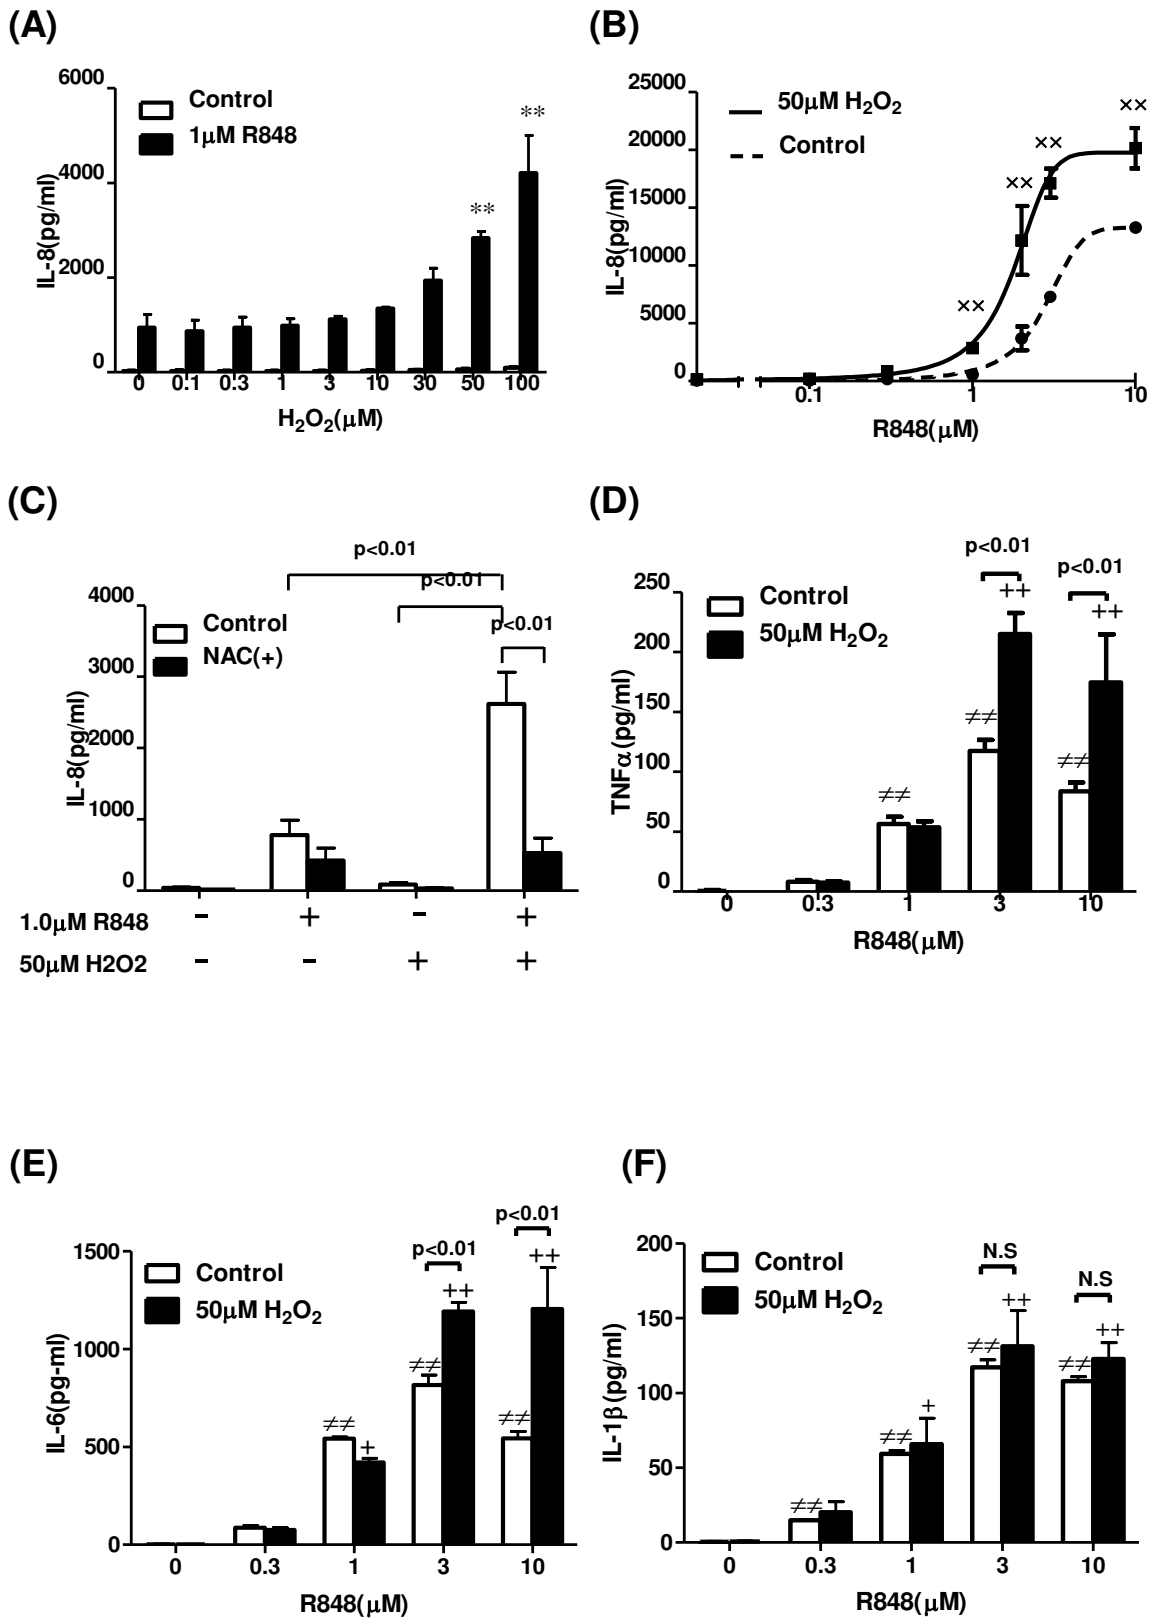 (A)
6000
4000
2000
0
IL-8(pg/ml)
Control
1μM R848
**
**
0 0.1 0.3 1 3 10 30 50 100
H2O2(μM)
(B)
25000
20000
15000
10000
5000
0
IL-8(pg/ml)
50μM H2O2
Control
××
××
××
××
0.1 1 10
R848(μM)
(C)
p<0.01
p<0.01
p<0.01
4000
3000
2000
1000
0
IL-8(pg/ml)
Control
NAC(+)
1.0μM R848 − + − +
50μM H2O2 − − + +
(D)
p<0.01
p<0.01
250
200
150
100
50
0
TNFα(pg/ml)
Control
50μM H2O2
≠≠
≠≠
++
≠≠
++
0 0.3 1 3 10
R848(μM)
(E)
p<0.01
p<0.01
1500
1000
500
0
IL-6(pg-ml)
Control
50μM H2O2
≠≠
+
≠≠
++
≠≠
++
0 0.3 1 3 10
R848(μM)
(F)
200
150
100
50
0
IL-1β(pg/ml)
Control
50μM H2O2
N.S
N.S
≠≠
≠≠
+
≠≠
++
≠≠
++
0 0.3 1 3 10
R848(μM)